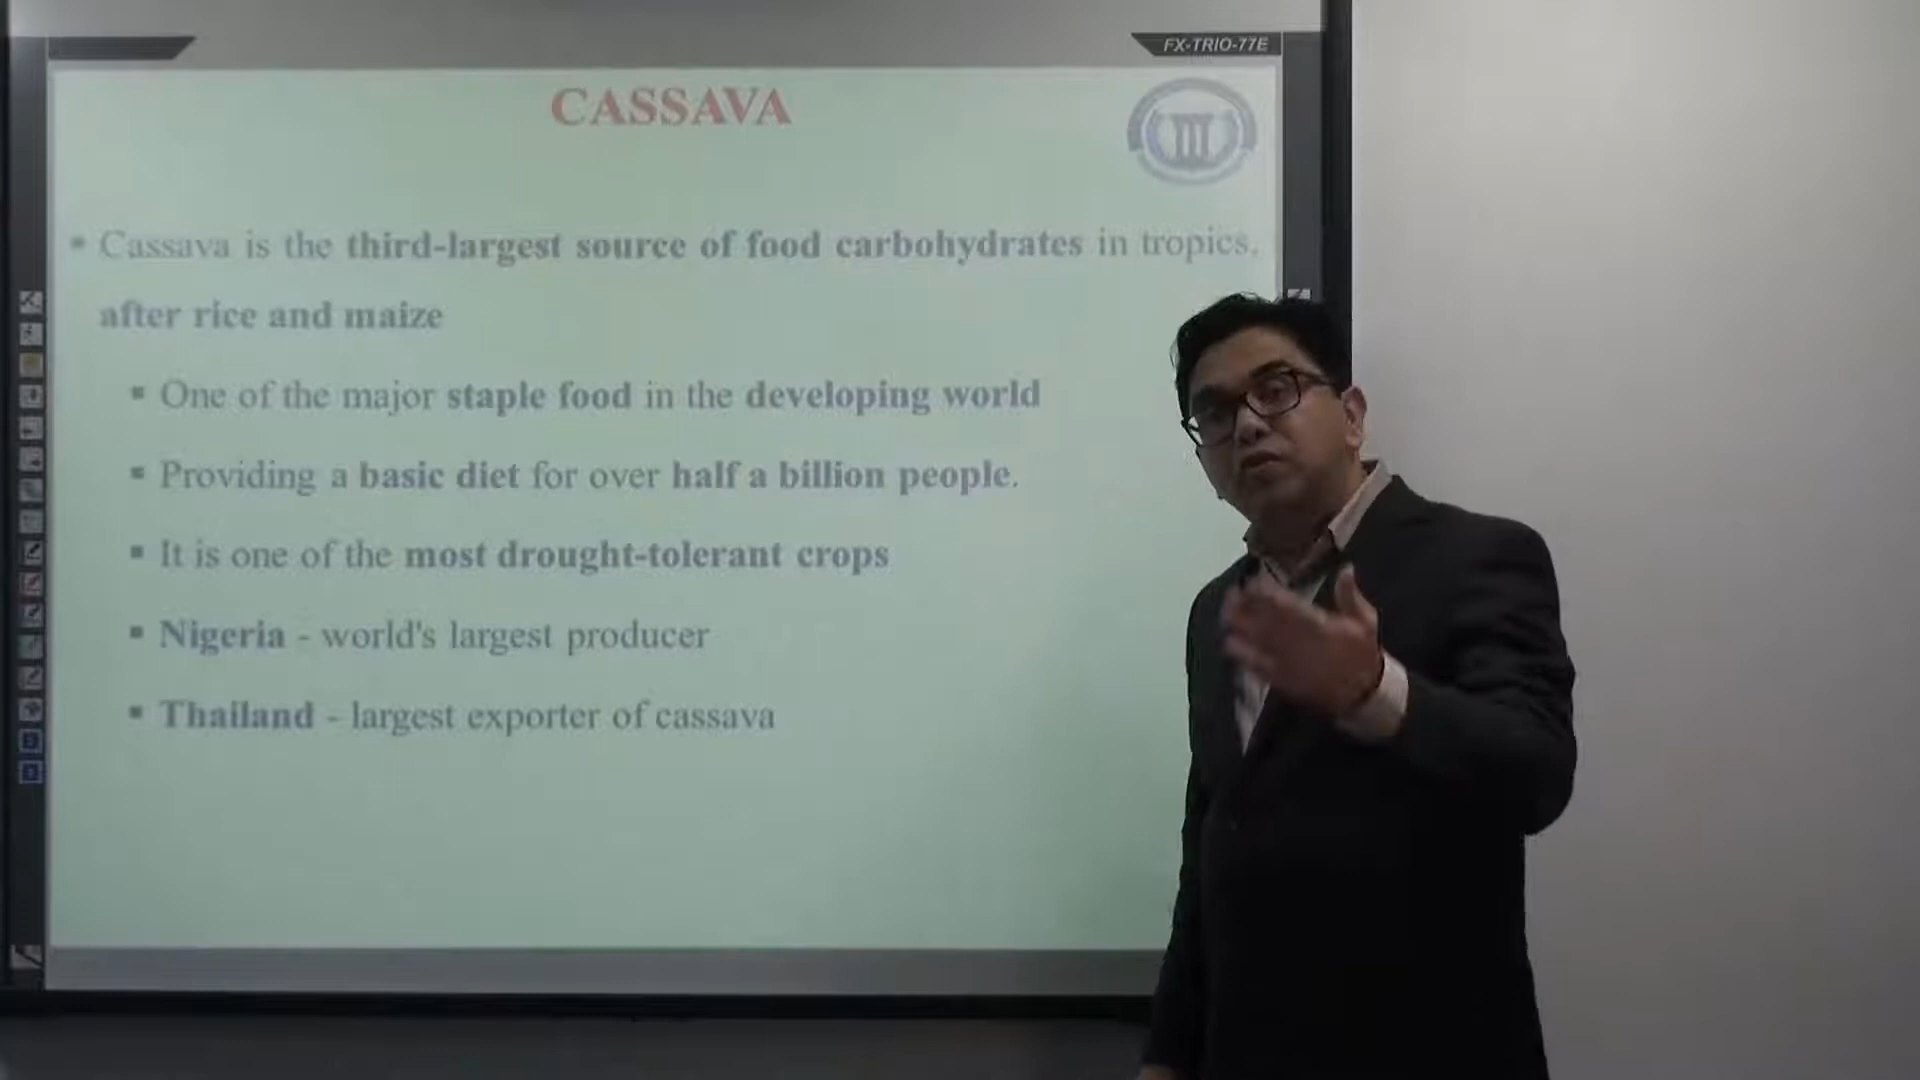 FX-TRIO-77E
CASSAVA
▪ Cassava is the third-largest source of food carbohydrates in tropics,
after rice and maize
▪ One of the major staple food in the developing world
▪ Providing a basic diet for over half a billion people.
▪ It is one of the most drought-tolerant crops
▪ Nigeria - world's largest producer
▪ Thailand - largest exporter of cassava